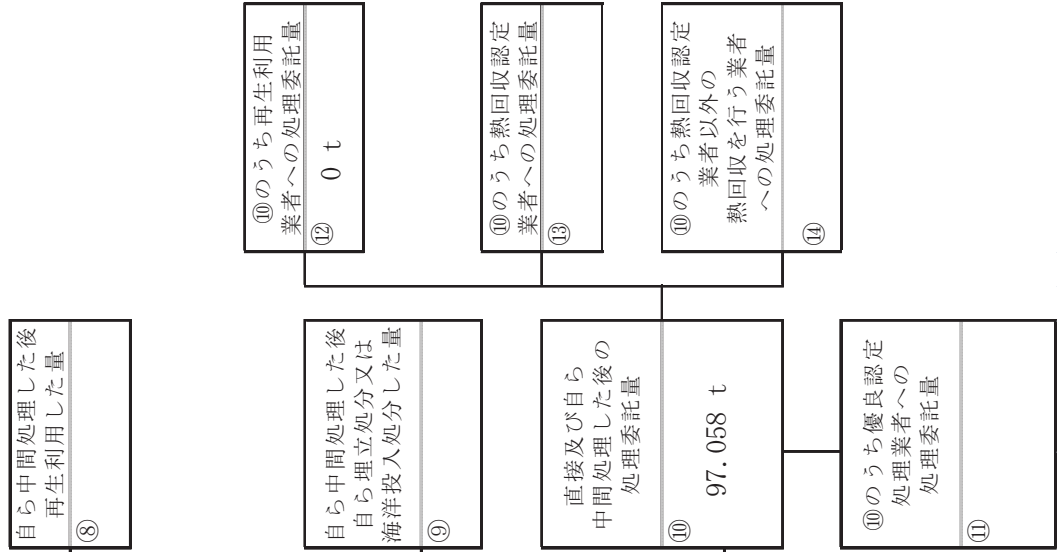 自ら中間処理した後
再生利用した量
⑧
自ら中間処理した後
自ら埋立処分又は
海洋投入処分した量
⑨
直接及び自ら
中間処理した後の
処理委託量
⑩
97.058 t
⑩のうち優良認定
処理業者への
処理委託量
⑪
⑩のうち再生利用
業者への処理委託量
⑫
0 t
⑩のうち熱回収認定
業者への処理委託量
⑬
⑩のうち熱回収認定
業者以外の
熱回収を行う業者
への処理委託量
⑭